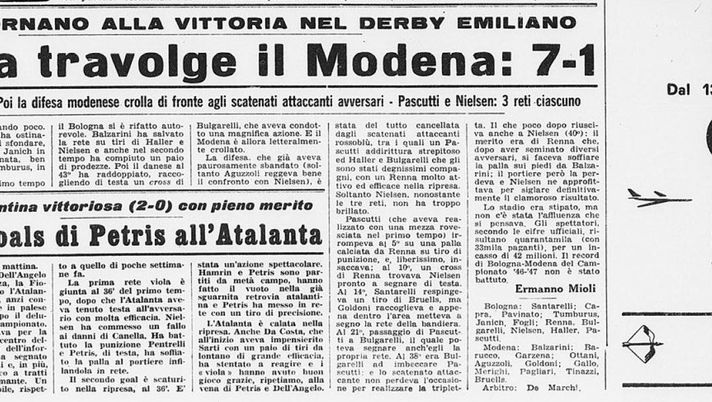 ORNANO ALLA VITTORIA NEL DERBY EMILIANO
a travolge il Modena: 7-1
Poi la difesa modenese crolla di fronte agli scatenati attaccanti avversari - Pascutti e Nielsen: 3 reti ciascuno
ando poco.
ha ostina-
i sfondare,
Janich in
nata, ben
Tumburus, in
imo tempo
il Bologna si è rifatto auto-
revole. Balzarini ha salvato
la rete su tiri di Haller
e Nielsen e anche nel secondo
tempo ha compiuto un paio
di prodezze. Poi il danese al
43° ha raddoppiato, racco-
gliendo di testa un cross di
Bulgarelli, che aveva condot-
to una magnifica azione. E il
Modena è allora letteralmen-
te crollato.
La difesa, che già aveva
paurosamente sbandato (sol-
tanto Aguzzoli reggeva bene
il confronto con Nielsen), è
stata del tutto cancellata
dagli scatenati attaccanti
rossoblù, tra i quali un Pa-
scutti addirittura strepitoso
ed Haller e Bulgarelli che gli
sono stati degnissimi compa-
gni, con un Renna molto at-
tivo ed efficace nella ripresa.
Soltanto Nielsen, nonostante
le tre reti, non ha troppo
brillato.
Pascutti (che aveva rea-
lizzato con una mezza rove-
sciata nel primo tempo) ir-
rompeva al 5° su una palla
calciata da Renna su tiro di
punizione, e, liberissimo, in-
saccava; al 10°, un cross
di Renna trovava Nielsen
pronto a segnare di testa.
Al 14°, Santarelli respinge-
va un tiro di Bruells, ma
Goldoni raccoglieva e appe-
na dentro l'area metteva a
segno la rete della bandiera.
Al 21°, passaggio di Pascut-
ti a Bulgarelli, il quale po-
teva segnare anch'egli la
propria rete. Al 38° era Bul-
garelli ad imbeccare Pa-
scutti; e lo scatenato attac-
cante non perdeva l'occasio-
ne per realizzare la triplet-
ta. Il che poco dopo riusci-
va anche a Nielsen (40°): il
merito era di Renna che,
dopo aver seminato diversi
avversari, si faceva soffiare
la palla sui piedi da Balza-
rini; il portiere però la per-
deva e Nielsen ne approfit-
tava per siglare definitiva-
mente il clamoroso risultato.
Lo stadio era stipato, ma
non c'è stata l'affluenza che
si pensava. Gli spettatori,
secondo le cifre ufficiali, ri-
sultano quarantamila (con
33mila paganti), per un in-
casso di 42 milioni. Il record
di Bologna-Modena del Cam-
pionato '46-'47 non è stato
battuto.
Ermanno Mioli
Bologna: Santarelli; Ca-
pra, Pavinato; Tumburus,
Janich, Fogli; Renna, Bul-
garelli, Nielsen, Haller, Pa-
scutti.
Modena: Balzarini; Ba-
rucco, Garzena; Ottani,
Aguzzoli, Goldoni; Gallo,
Merighi, Pagliari, Tinazzi,
Bruells.
Arbitro: De Marchi.
ntina vittoriosa (2-0) con pieno merito
oals di Petris all'Atalanta
mattina.
Dell'Angelo
za, la Fio-
l'Atalan-
anzi con-
in palese
po il delu-
ampionato.
va per la
centro del-
dell'infor-
a segnato
i e, in più,
co a tratti
mante. Un
bile, rispet-
to a quello di poche settima-
ne fa.
La prima rete viola è
giunta al 36' del primo tem-
po, dopo che l'Atalanta ave-
va tenuto testa all'avversa-
rio con molta efficacia. Niel-
sen ha commesso un fallo
ai danni di Canella. Ha bat-
tuto la punizione Pentrelli
e Petris, di testa, ha soffia-
to la palla al portiere infi-
landola in rete.
Il secondo goal è scaturi-
to nella ripresa, al 36'. E'
stata un'azione spettacolare.
Hamrin e Petris sono par-
titi da metà campo, hanno
fatto il vuoto nella già
sguarnita retrovia atalanti-
na e Petris ha messo in re-
te con un tiro di precisione.
L'Atalanta è calata nella
ripresa. Anche Da Costa, che
all'inizio aveva impensierito
Sarti con un paio di tiri da
lontano di grande efficacia,
ha stentato a reagire e i
« viola » hanno avuto buon
gioco grazie, ripetiamo, alla
vena di Petris e Dell'Angelo.
Dal 13